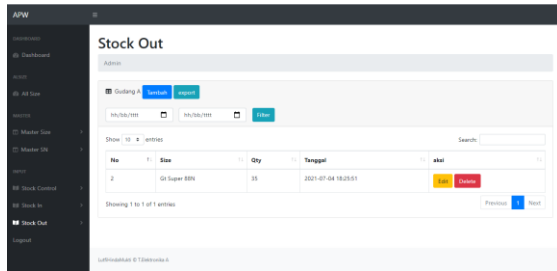 APW
DASHBOARD
Dashboard
All Size
MASTER
Master Size
Master SN
INPUT
Stock Control
Stock In
Stock Out
Logout
Stock Out
Admin
Gudang A Tambah export
hh/bb/tttt hh/bb/tttt Filter
Show 10 entries Search:
No Size Qty Tanggal aksi
2 Gt Super 88N 35 2021-07-04 18:25:51 Edit Delete
Showing 1 to 1 of 1 entries Previous 1 Next